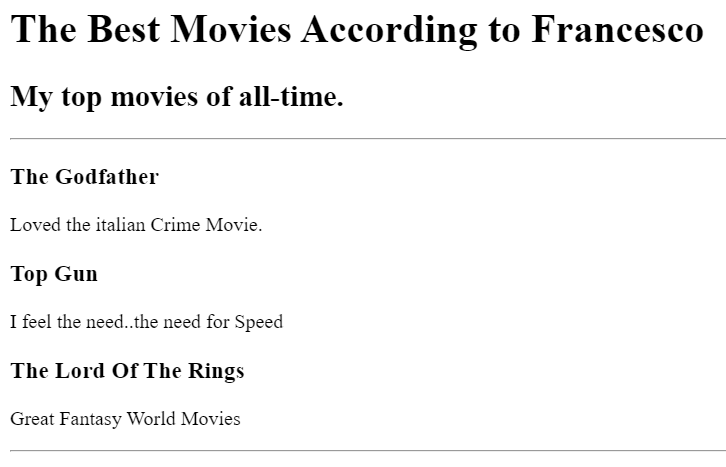 The Best Movies According to Francesco
My top movies of all-time.
The Godfather
Loved the italian Crime Movie.
Top Gun
I feel the need..the need for Speed
The Lord Of The Rings
Great Fantasy World Movies